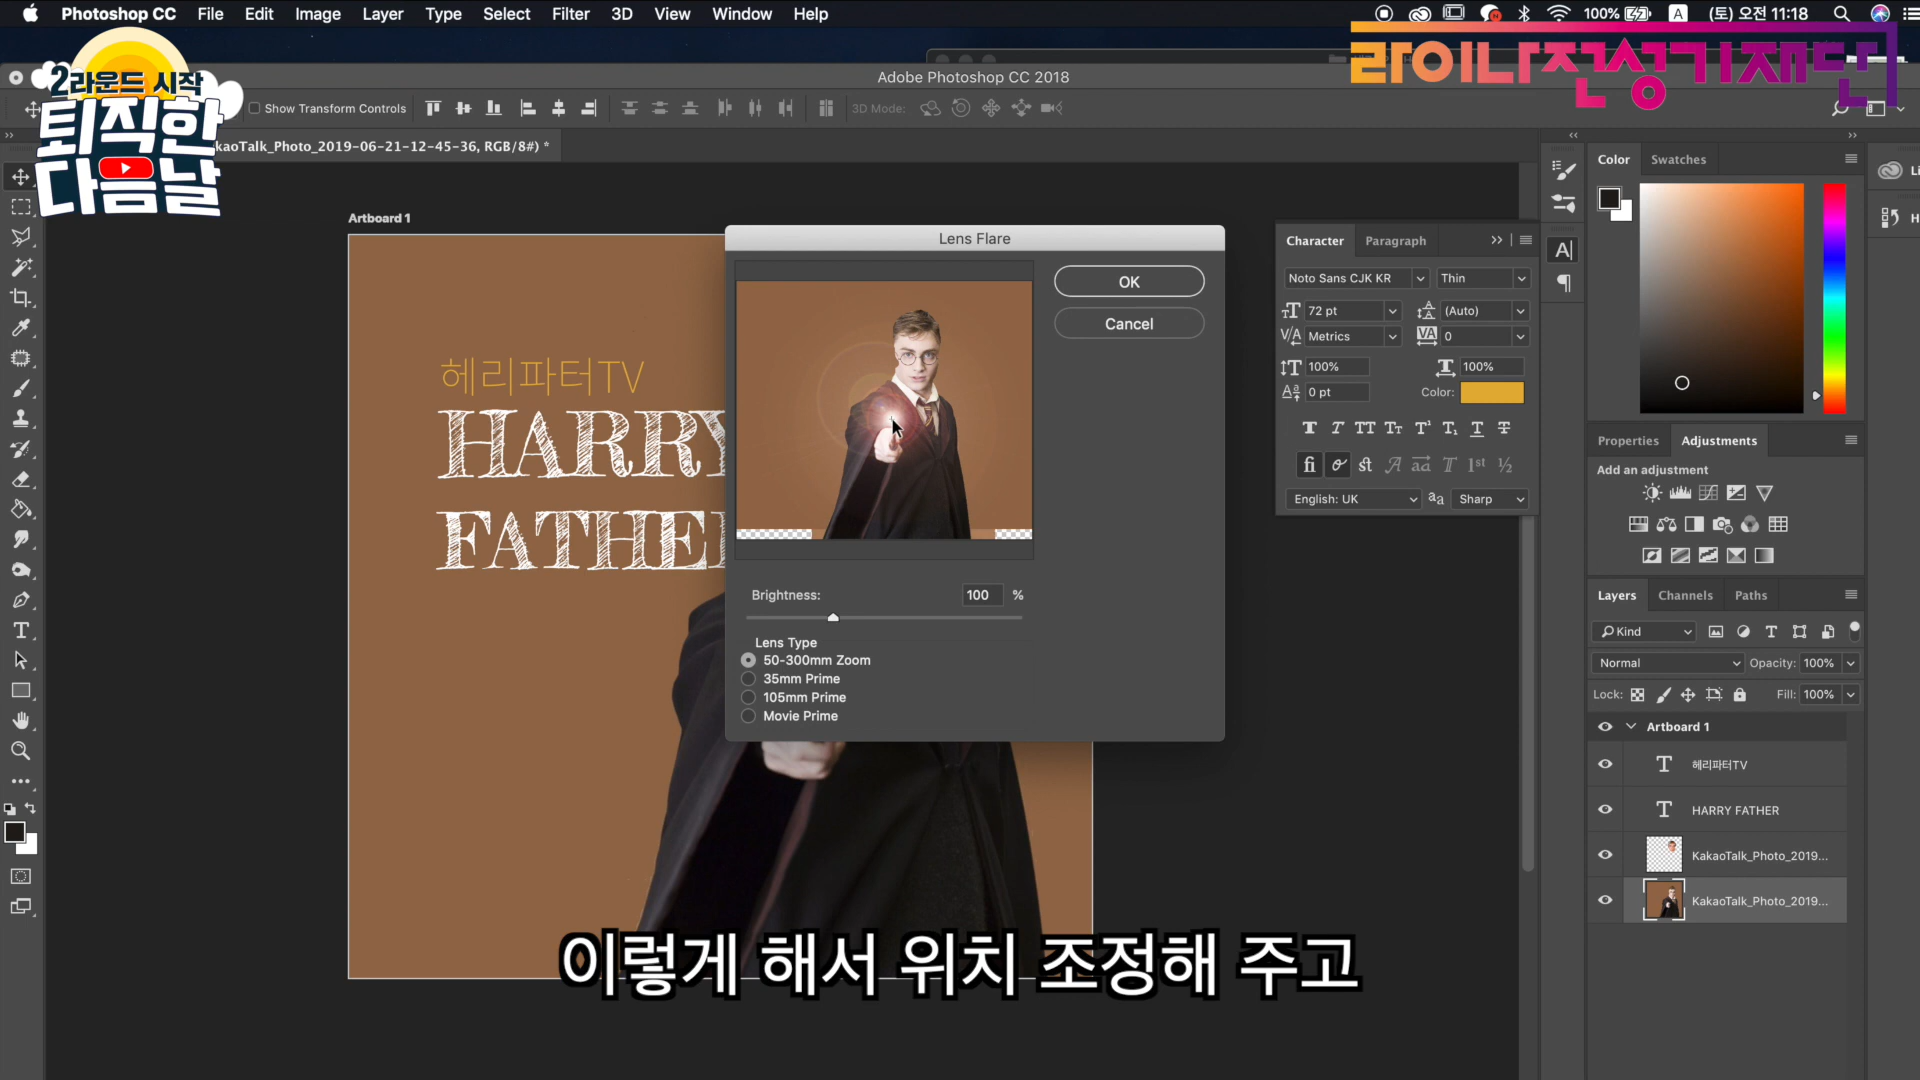 Photoshop CC File Edit Image Layer Type Select Filter 3D View Window Help 100% A (토) 오전 11:18
2라운드 시작
퇴직한
다음날
라이나전성기재단
Adobe Photoshop CC 2018
Show Transform Controls 3D Mode:
kaoTalk_Photo_2019-06-21-12-45-36, RGB/8#) *
Artboard 1
헤리파터TV
HARRY
FATHE
Lens Flare
OK
Cancel
Brightness: 100 %
Lens Type
50-300mm Zoom
35mm Prime
105mm Prime
Movie Prime
Character Paragraph
Noto Sans CJK KR Thin
72 pt (Auto)
Metrics 0
100% 100%
0 pt Color:
English: UK aa Sharp
Color Swatches
Li
H
Properties Adjustments
Add an adjustment
Layers Channels Paths
Kind
Normal Opacity: 100%
Lock: Fill: 100%
Artboard 1
헤리파터TV
HARRY FATHER
KakaoTalk_Photo_2019...
KakaoTalk_Photo_2019...
이렇게 해서 위치 조정해 주고